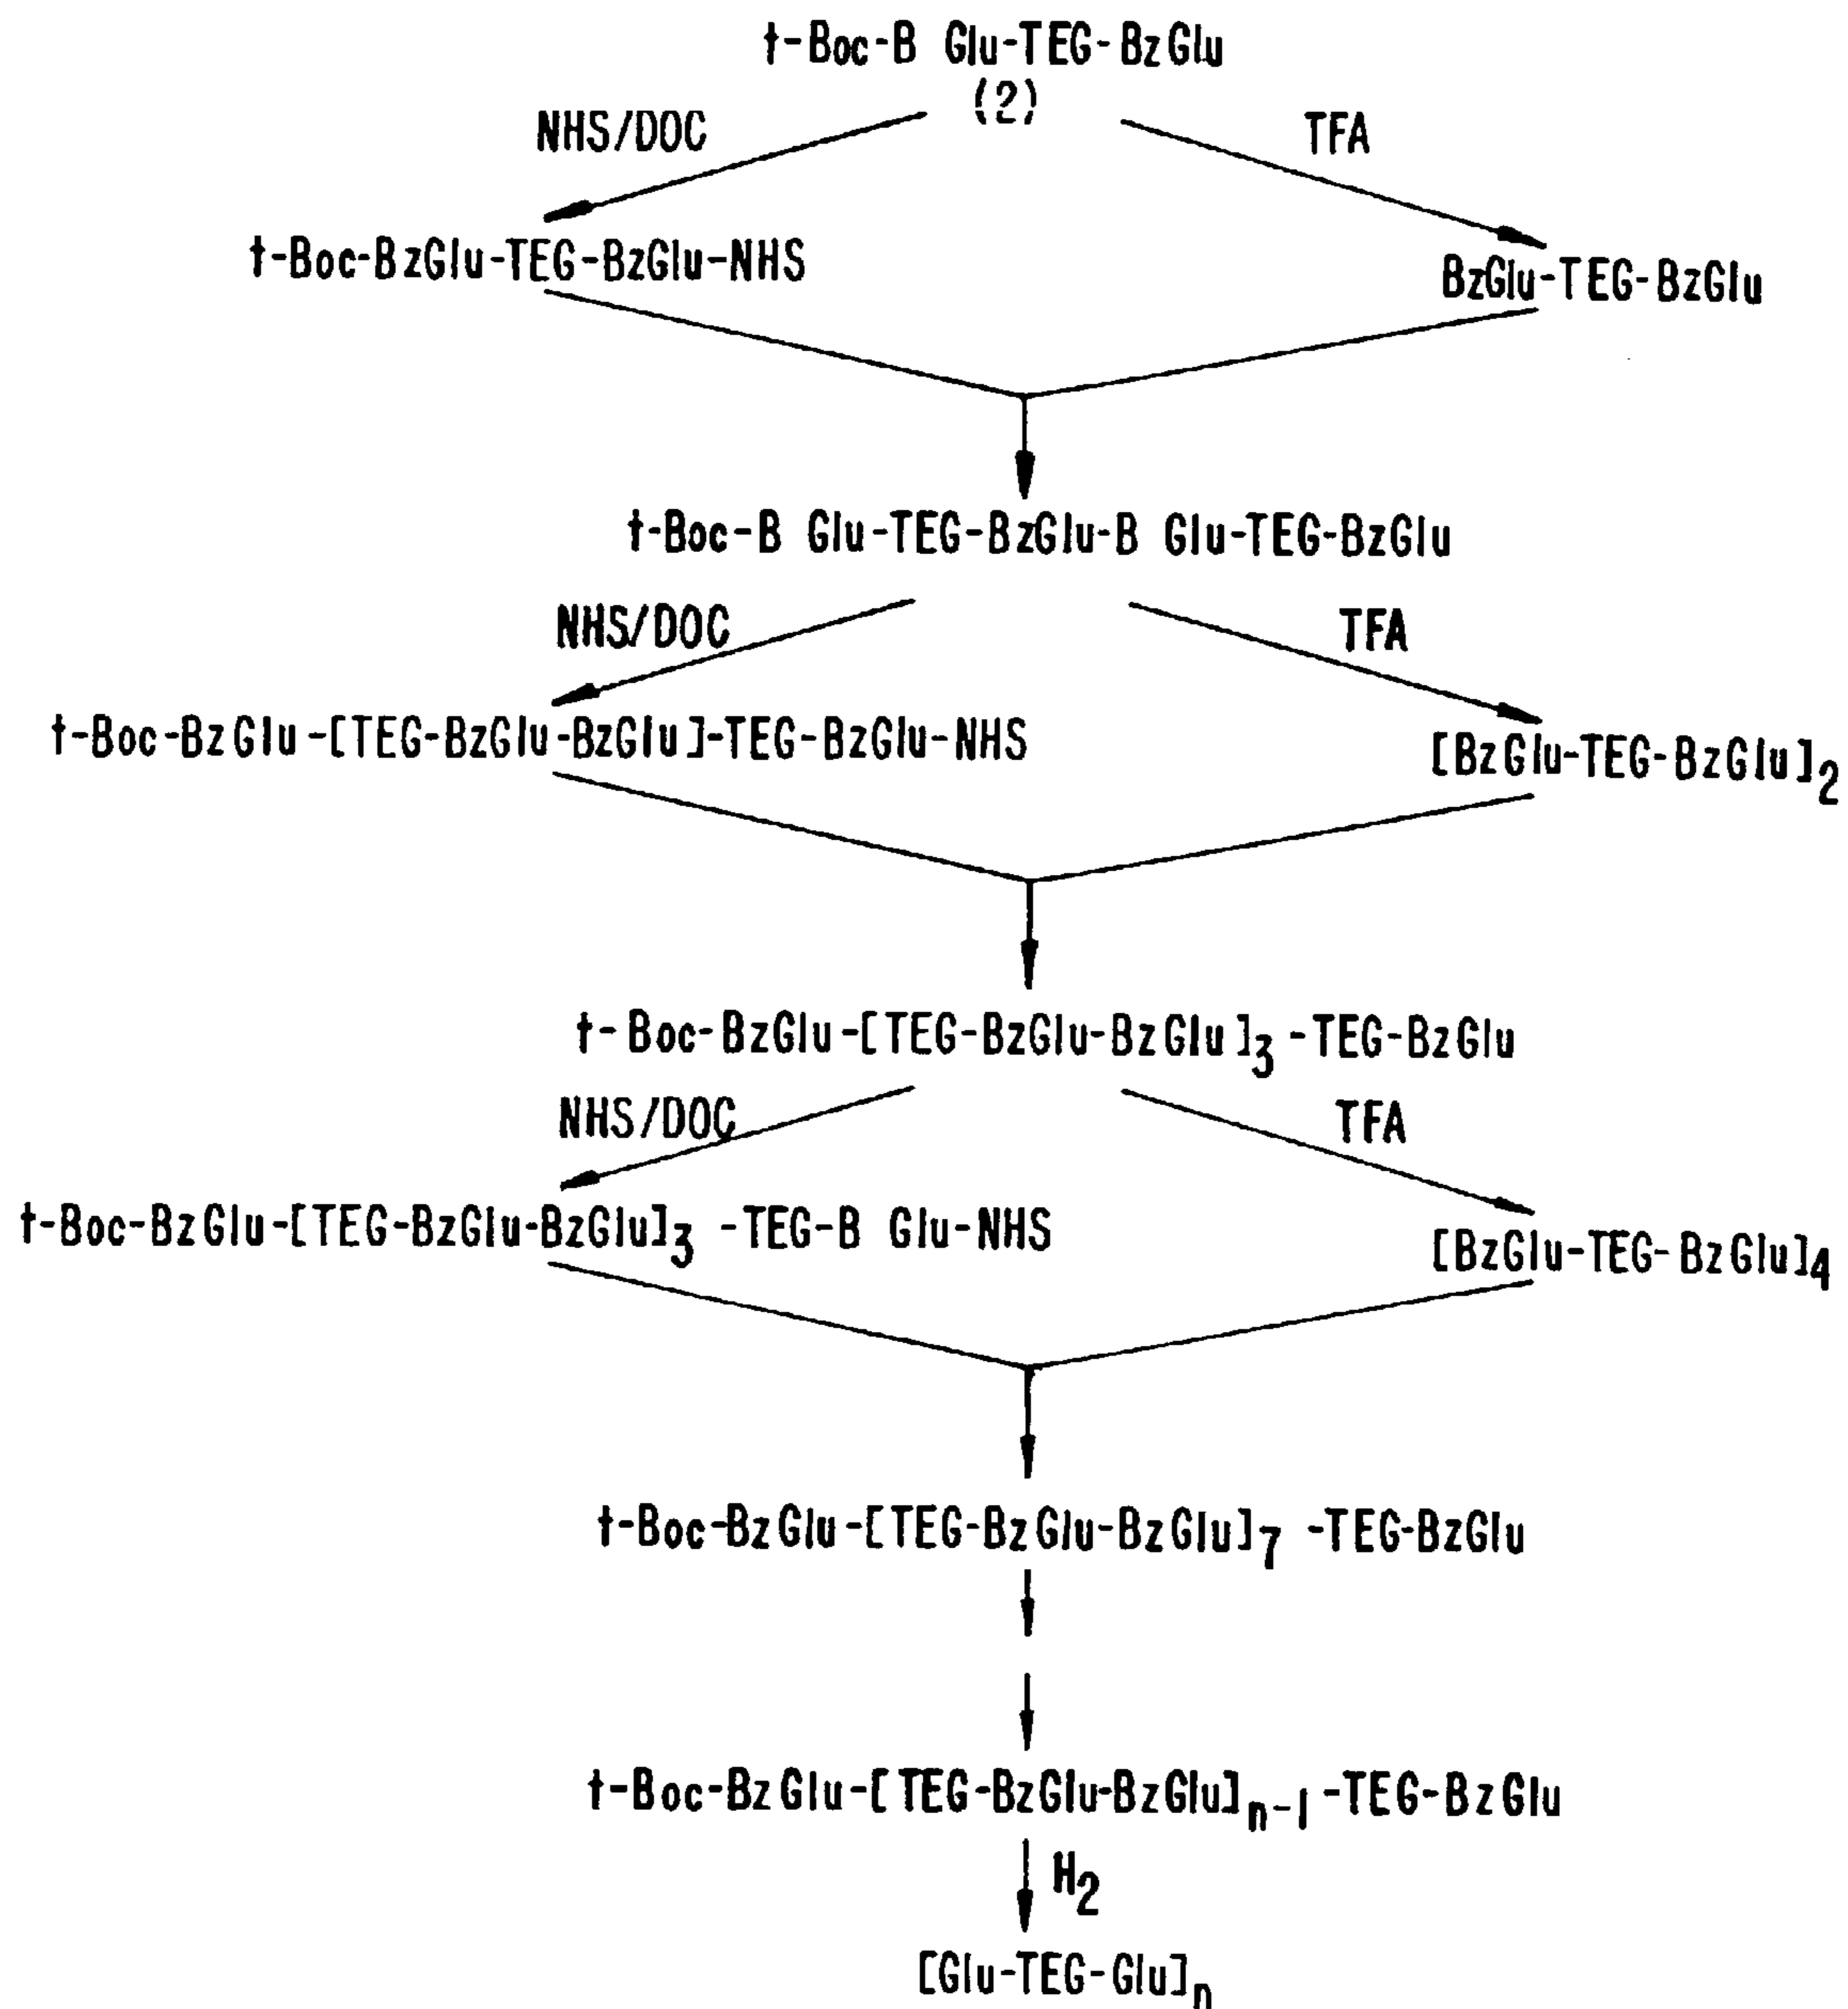 t-Boc-B Glu-TEG-BzGlu
(2)
NHS/DOC
TFA
t-Boc-BzGlu-TEG-BzGlu-NHS
BzGlu-TEG-BzGlu
t-Boc-B Glu-TEG-BzGlu-B Glu-TEG-BzGlu
NHS/DOC
TFA
t-Boc-BzGlu-[TEG-BzGlu-BzGlu]-TEG-BzGlu-NHS
[BzGlu-TEG-BzGlu]2
t-Boc-BzGlu-[TEG-BzGlu-BzGlu]3-TEG-BzGlu
NHS/DOC
TFA
t-Boc-BzGlu-[TEG-BzGlu-BzGlu]3 -TEG-B Glu-NHS
[BzGlu-TEG-BzGlu]4
t-Boc-BzGlu-[TEG-BzGlu-BzGlu]7 -TEG-BzGlu
t-Boc-BzGlu-[TEG-BzGlu-BzGlu]n-1-TEG-BzGlu
H2
[Glu-TEG-Glu]n